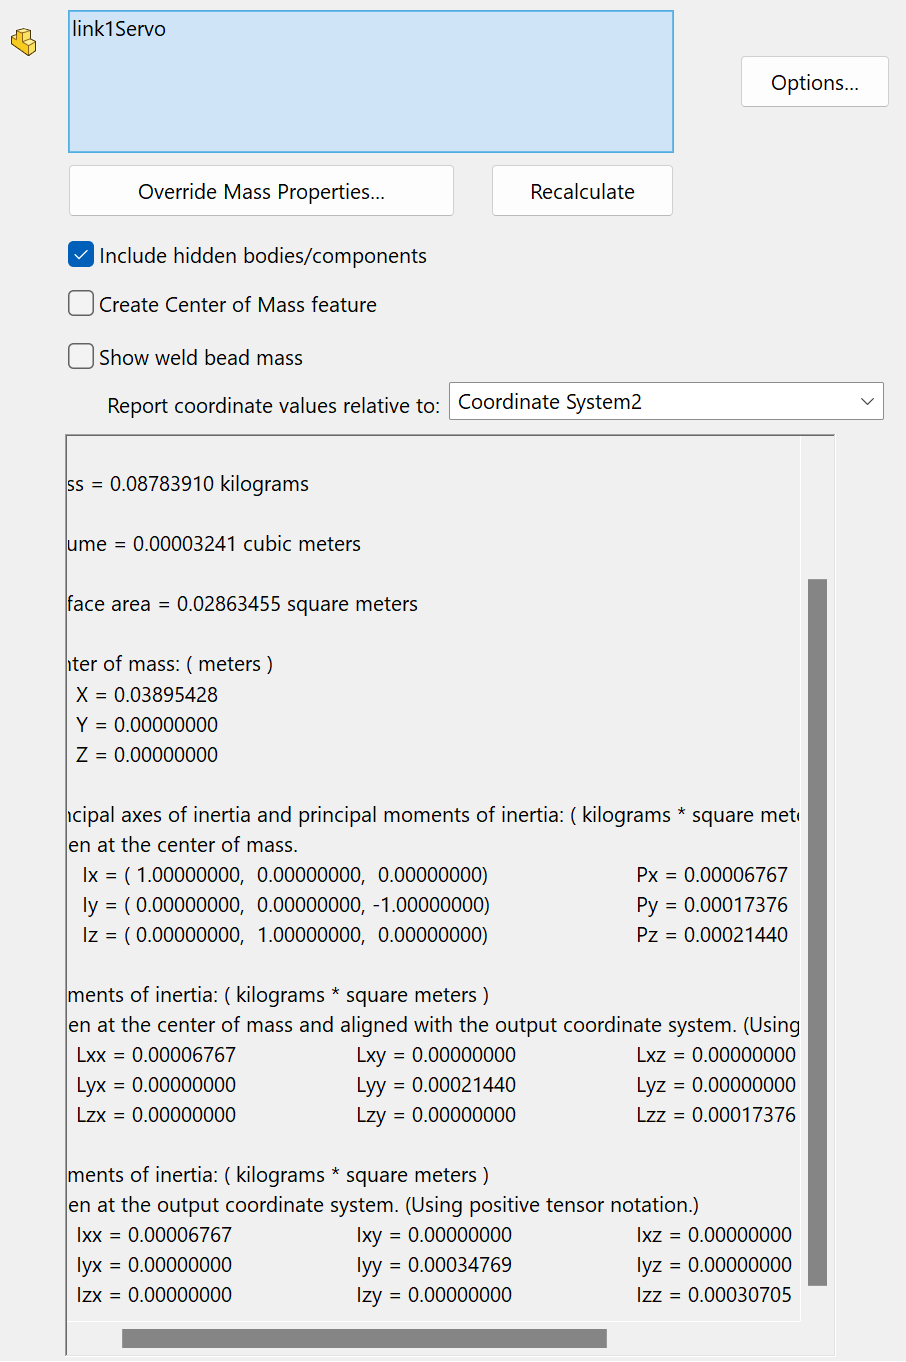 link1Servo
Options...
Override Mass Properties...
Recalculate
Include hidden bodies/components
Create Center of Mass feature
Show weld bead mass
Report coordinate values relative to: Coordinate System2
ss = 0.08783910 kilograms
ume = 0.00003241 cubic meters
face area = 0.02863455 square meters
nter of mass: ( meters )
X = 0.03895428
Y = 0.00000000
Z = 0.00000000
ncipal axes of inertia and principal moments of inertia: ( kilograms * square mete
en at the center of mass.
Ix = ( 1.00000000, 0.00000000, 0.00000000) Px = 0.00006767
Iy = ( 0.00000000, 0.00000000, -1.00000000) Py = 0.00017376
Iz = ( 0.00000000, 1.00000000, 0.00000000) Pz = 0.00021440
ments of inertia: ( kilograms * square meters )
en at the center of mass and aligned with the output coordinate system. (Using
Lxx = 0.00006767 Lxy = 0.00000000 Lxz = 0.00000000
Lyx = 0.00000000 Lyy = 0.00021440 Lyz = 0.00000000
Lzx = 0.00000000 Lzy = 0.00000000 Lzz = 0.00017376
ments of inertia: ( kilograms * square meters )
en at the output coordinate system. (Using positive tensor notation.)
Ixx = 0.00006767 Ixy = 0.00000000 Ixz = 0.00000000
Iyx = 0.00000000 Iyy = 0.00034769 Iyz = 0.00000000
Izx = 0.00000000 Izy = 0.00000000 Izz = 0.00030705